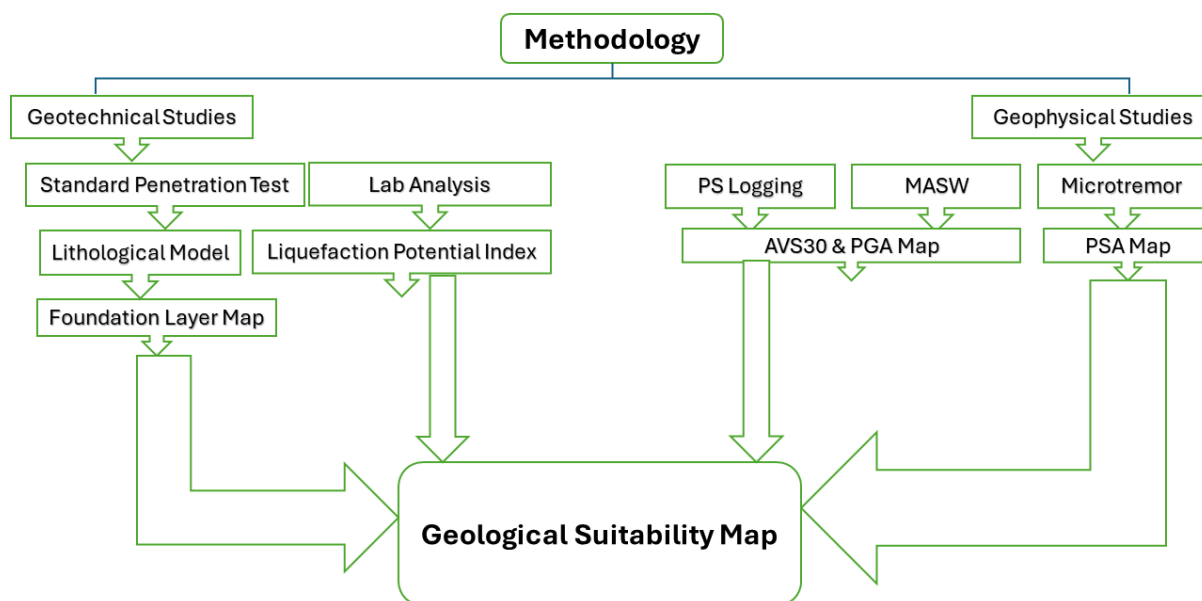 Methodology
Geotechnical Studies
Geophysical Studies
Standard Penetration Test
Lab Analysis
PS Logging
MASW
Microtremor
Lithological Model
Liquefaction Potential Index
AVS30 & PGA Map
PSA Map
Foundation Layer Map
Geological Suitability Map